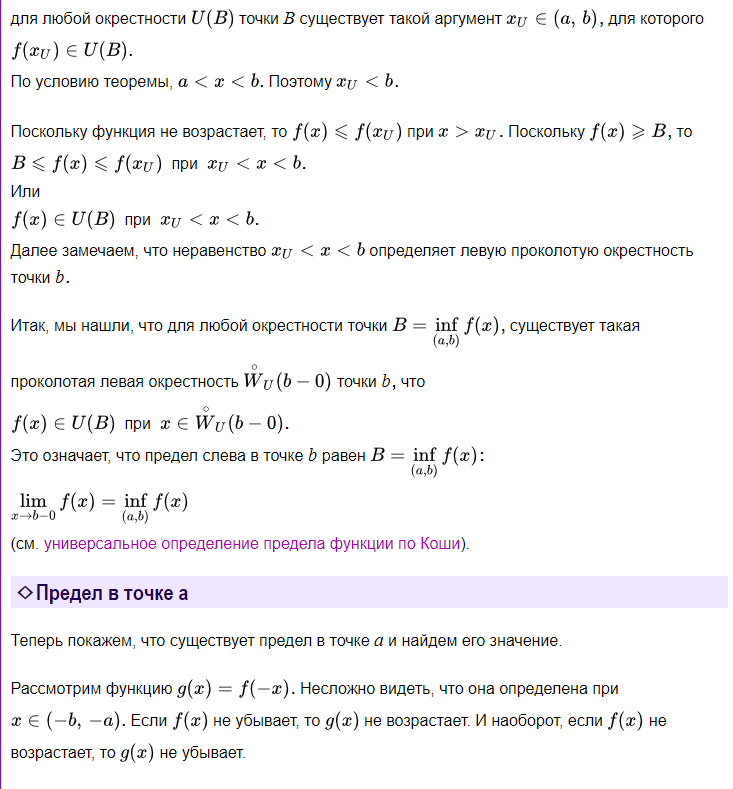 для любой окрестности U(B) точки B существует такой аргумент x_U ∈ (a, b), для которого
f(x_U) ∈ U(B).
По условию теоремы, a < x < b. Поэтому x_U < b.
Поскольку функция не возрастает, то f(x) ⩽ f(x_U) при x > x_U. Поскольку f(x) ⩾ B, то
B ⩽ f(x) ⩽ f(x_U) при x_U < x < b.
Или
f(x) ∈ U(B) при x_U < x < b.
Далее замечаем, что неравенство x_U < x < b определяет левую проколотую окрестность
точки b.
Итак, мы нашли, что для любой окрестности точки B = inf_{(a,b)} f(x), существует такая
проколотая левая окрестность W̊_U(b − 0) точки b, что
f(x) ∈ U(B) при x ∈ W̊_U(b − 0).
Это означает, что предел слева в точке b равен B = inf_{(a,b)} f(x):
lim_{x→b−0} f(x) = inf_{(a,b)} f(x)
(см. универсальное определение предела функции по Коши).
◇Предел в точке a
Теперь покажем, что существует предел в точке a и найдем его значение.
Рассмотрим функцию g(x) = f(−x). Несложно видеть, что она определена при
x ∈ (−b, −a). Если f(x) не убывает, то g(x) не возрастает. И наоборот, если f(x) не
возрастает, то g(x) не убывает.